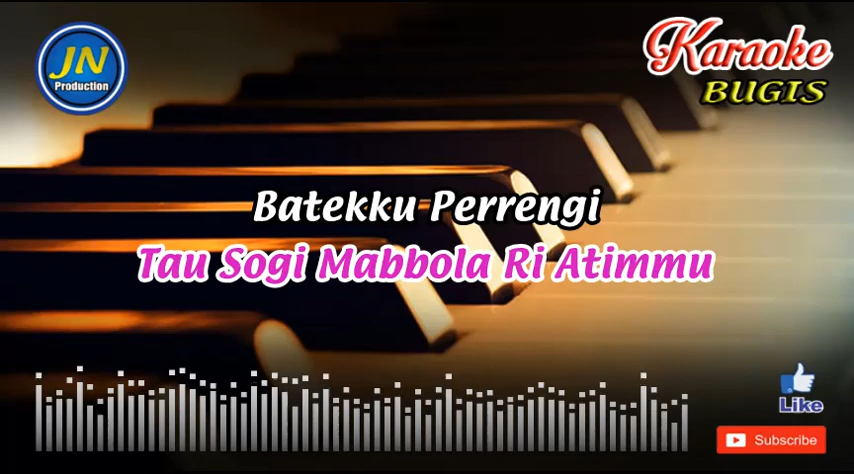 JN
Production
Karaoke
BUGIS
Batekku Perrengi
Tau Sogi Mabbola Ri Atimmu
Like
Subscribe